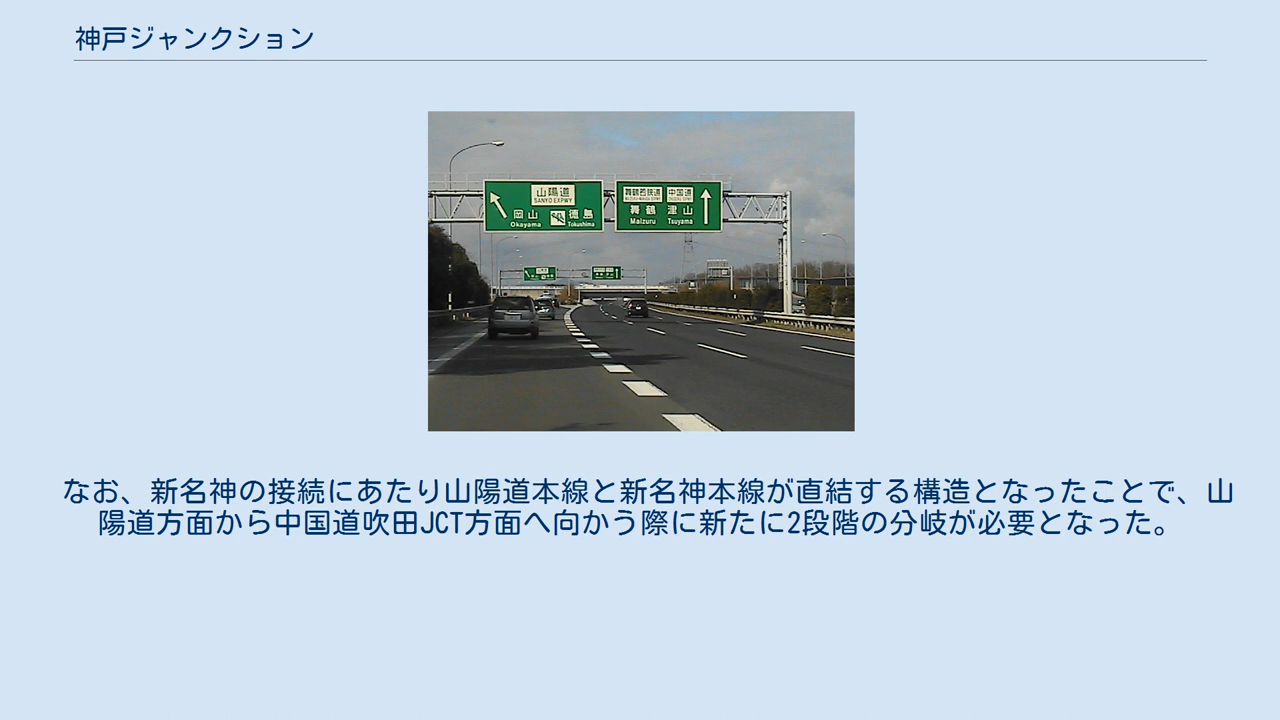 神戸ジャンクション
山陽道
SANYO EXPWY
岡山 徳島
Okayama Tokushima
舞鶴若狭道 中国道
舞鶴 津山
Maizuru Tsuyama
なお、新名神の接続にあたり山陽道本線と新名神本線が直結する構造となったことで、山
陽道方面から中国道吹田JCT方面へ向かう際に新たに2段階の分岐が必要となった。